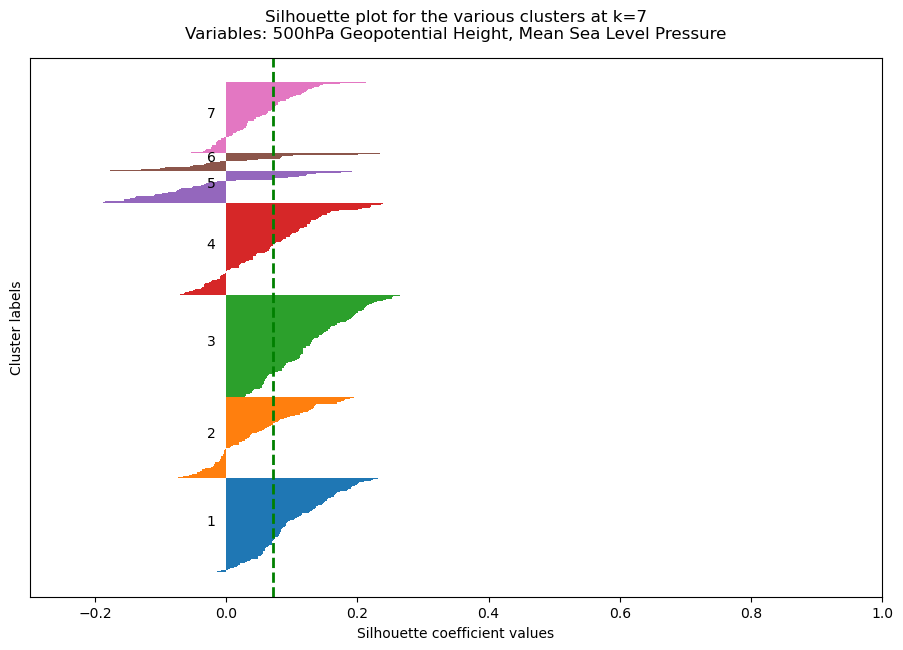 Silhouette plot for the various clusters at k=7
Variables: 500hPa Geopotential Height, Mean Sea Level Pressure
Cluster labels
7
6
5
4
3
2
1
−0.2 0.0 0.2 0.4 0.6 0.8 1.0
Silhouette coefficient values